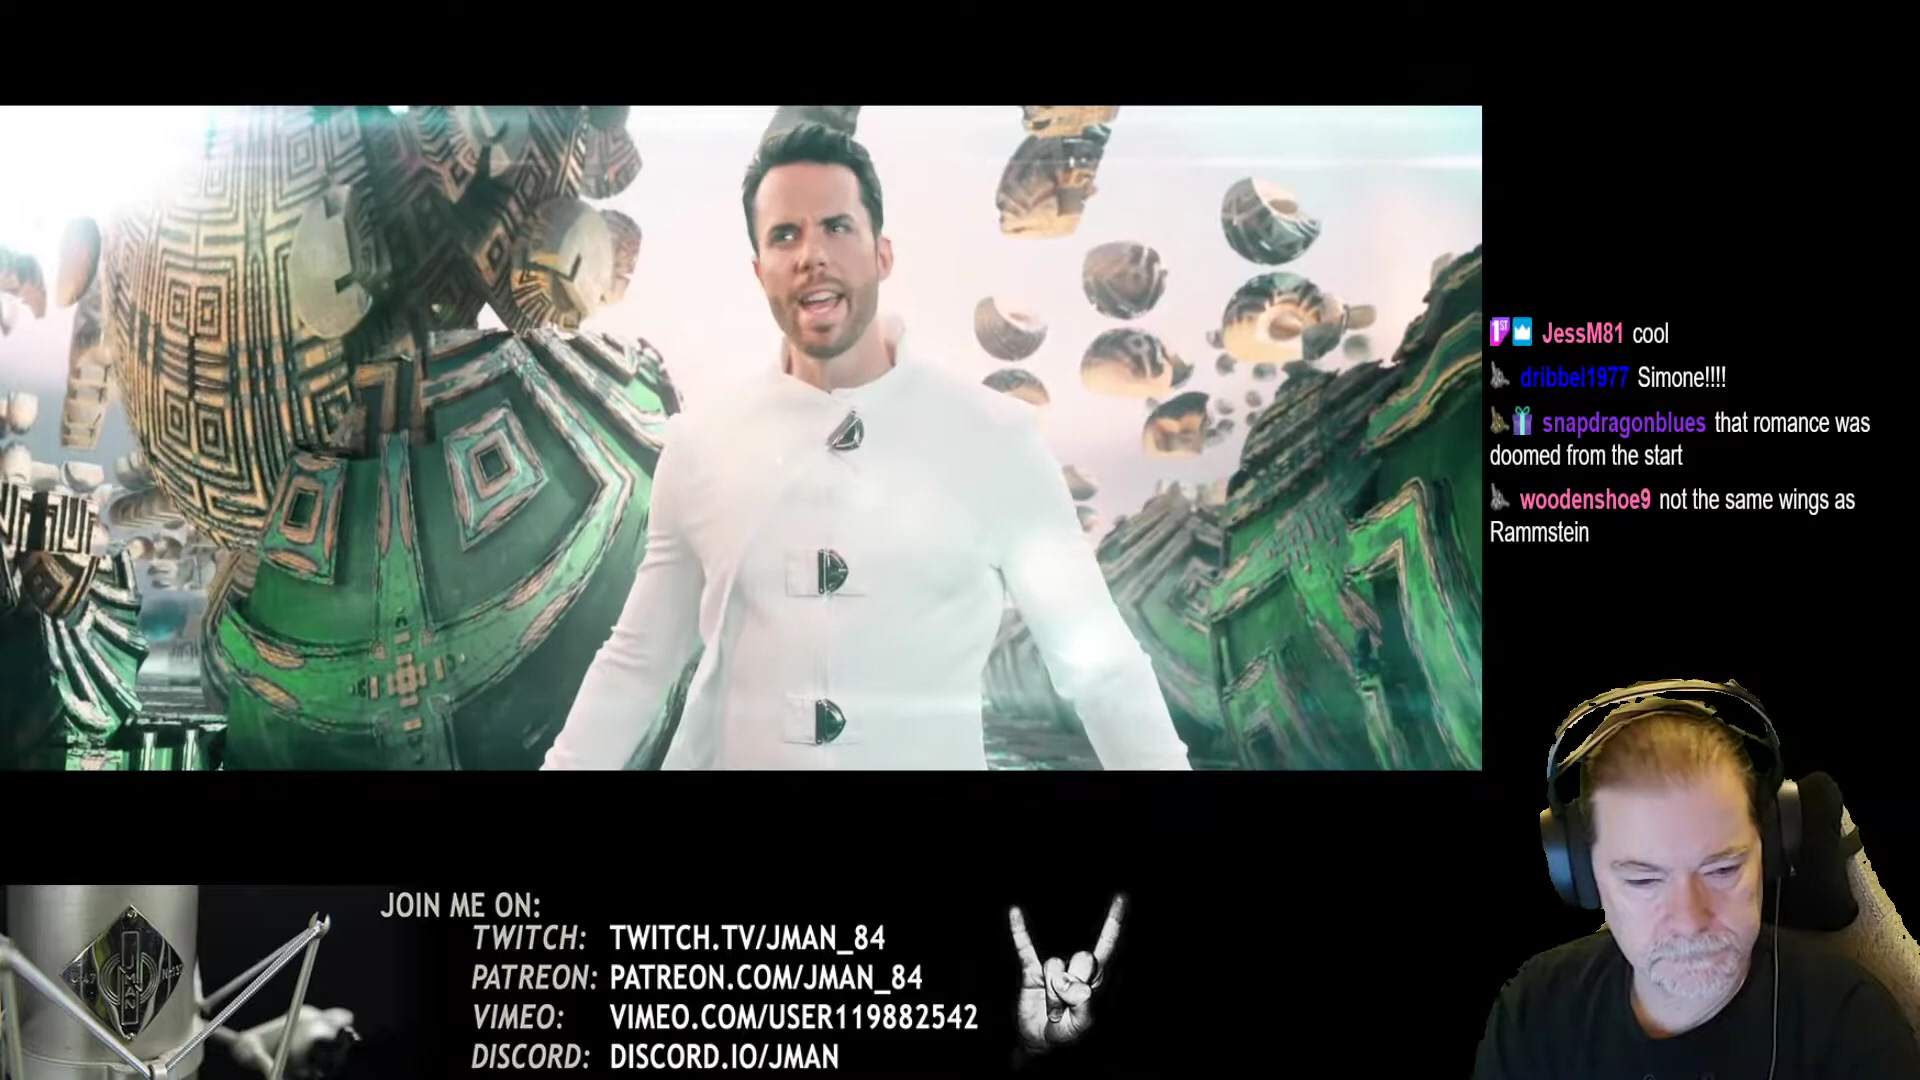 JessM81 cool
dribbel1977 Simone!!!!
snapdragonblues that romance was
doomed from the start
woodenshoe9 not the same wings as
Rammstein
JOIN ME ON:
TWITCH: TWITCH.TV/JMAN_84
PATREON: PATREON.COM/JMAN_84
VIMEO: VIMEO.COM/USER119882542
DISCORD: DISCORD.IO/JMAN
JMAN